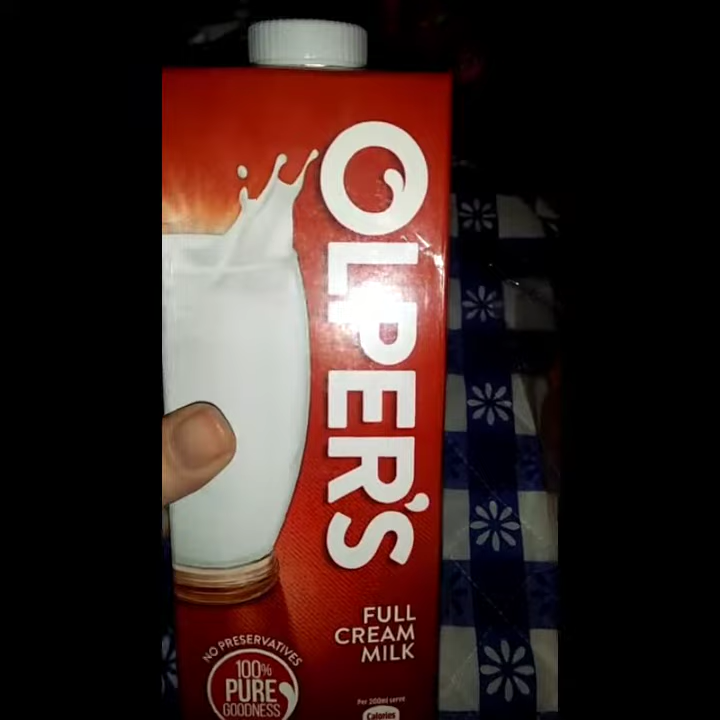 OLPER'S
FULL
CREAM
MILK
NO PRESERVATIVES
100%
PURE
GOODNESS
Per 200ml serve
Calories